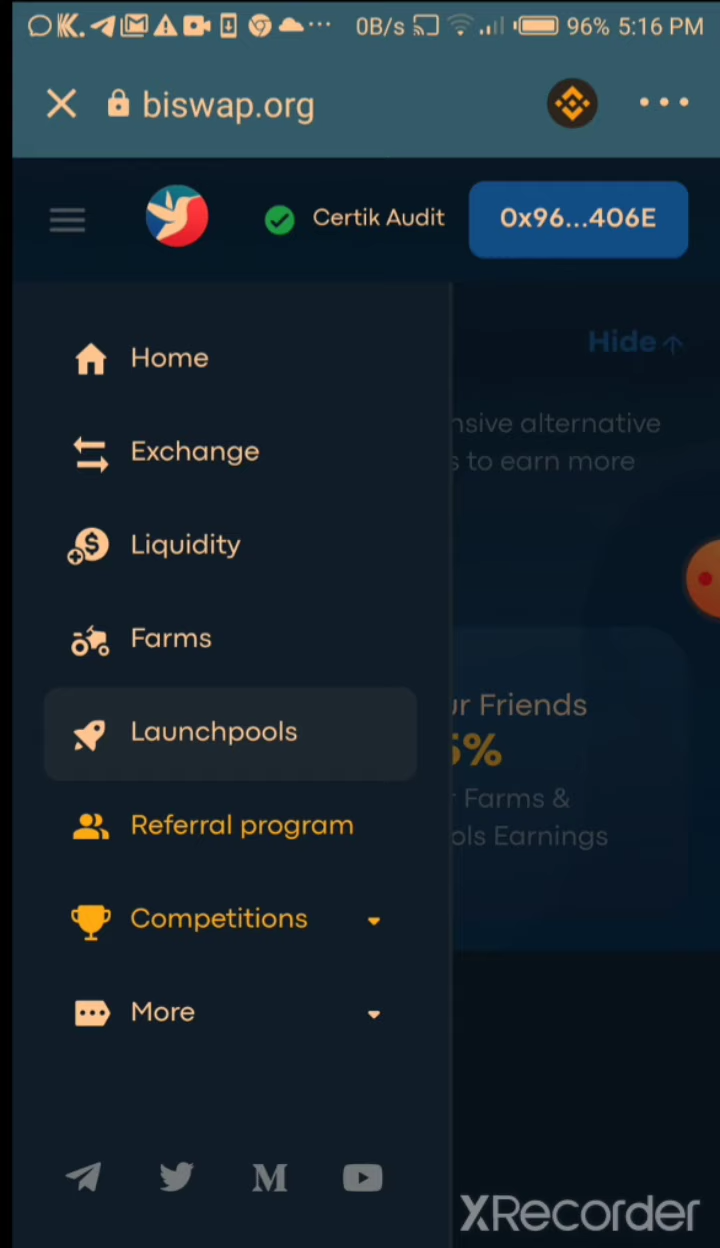 0B/s 96% 5:16 PM
biswap.org
Certik Audit 0x96...406E
Hide
Home
nsive alternative
s to earn more
Exchange
Liquidity
Farms
Launchpools
ur Friends
5%
Referral program
r Farms &
ols Earnings
Competitions
More
XRecorder